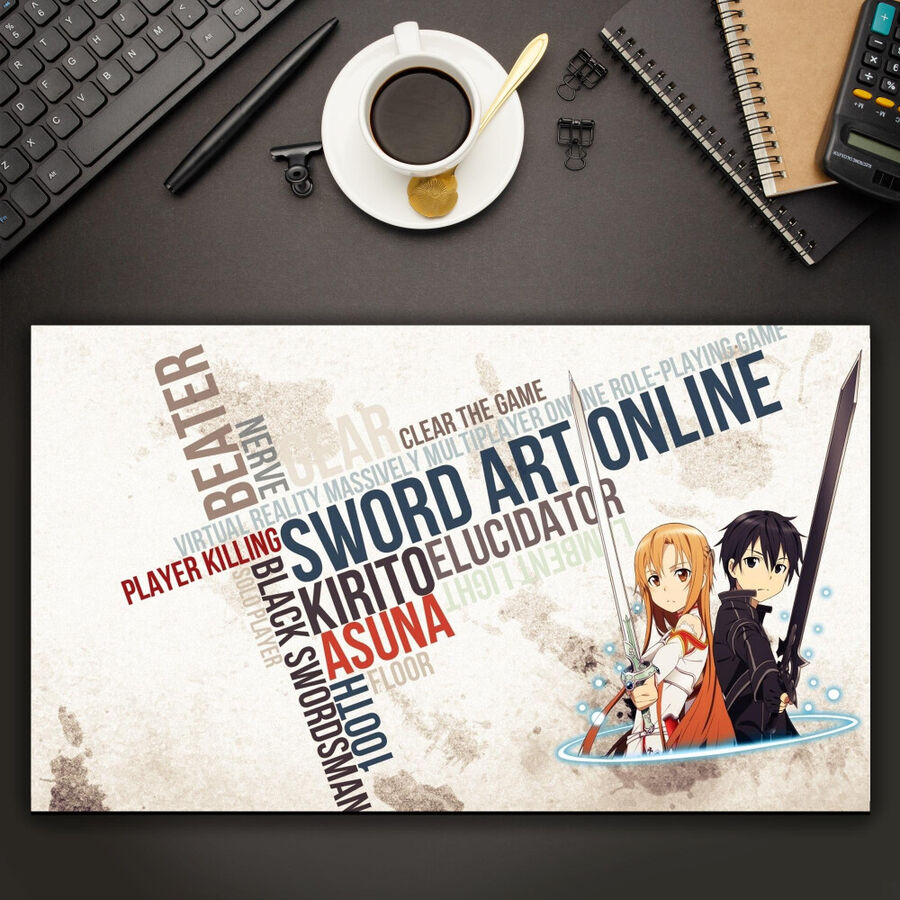 BEATER
NERVE
GEAR
CLEAR THE GAME
VIRTUAL REALITY MASSIVELY MULTIPLAYER ONLINE ROLE-PLAYING GAME
SWORD ART ONLINE
PLAYER KILLING
KIRITO
ELUCIDATOR
LAMBENT LIGHT
ASUNA
SOLO PLAYER
BLACK SWORDSMAN
100TH
FLOOR